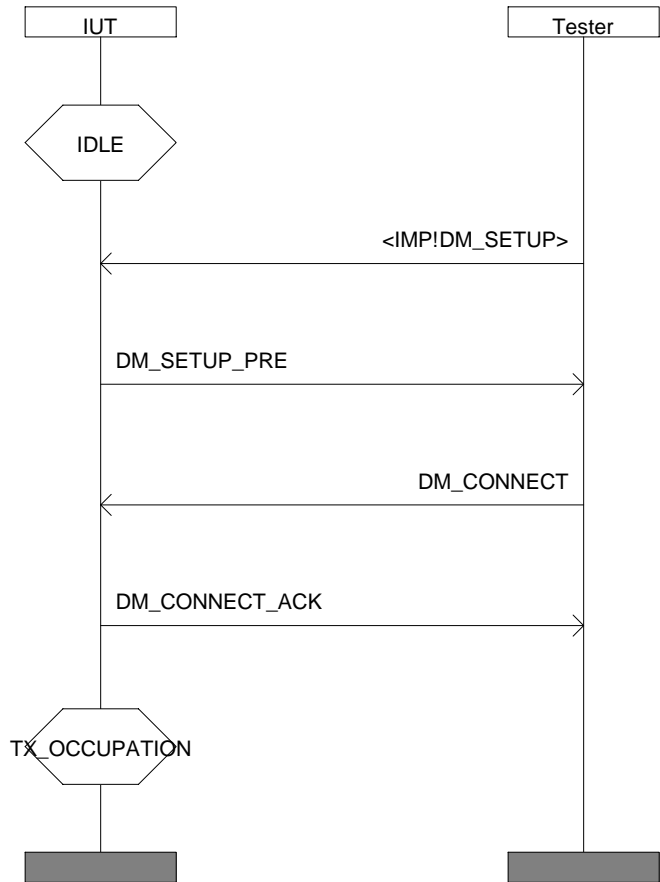 IUT
Tester
IDLE
<IMP!DM_SETUP>
DM_SETUP_PRE
DM_CONNECT
DM_CONNECT_ACK
TX_OCCUPATION